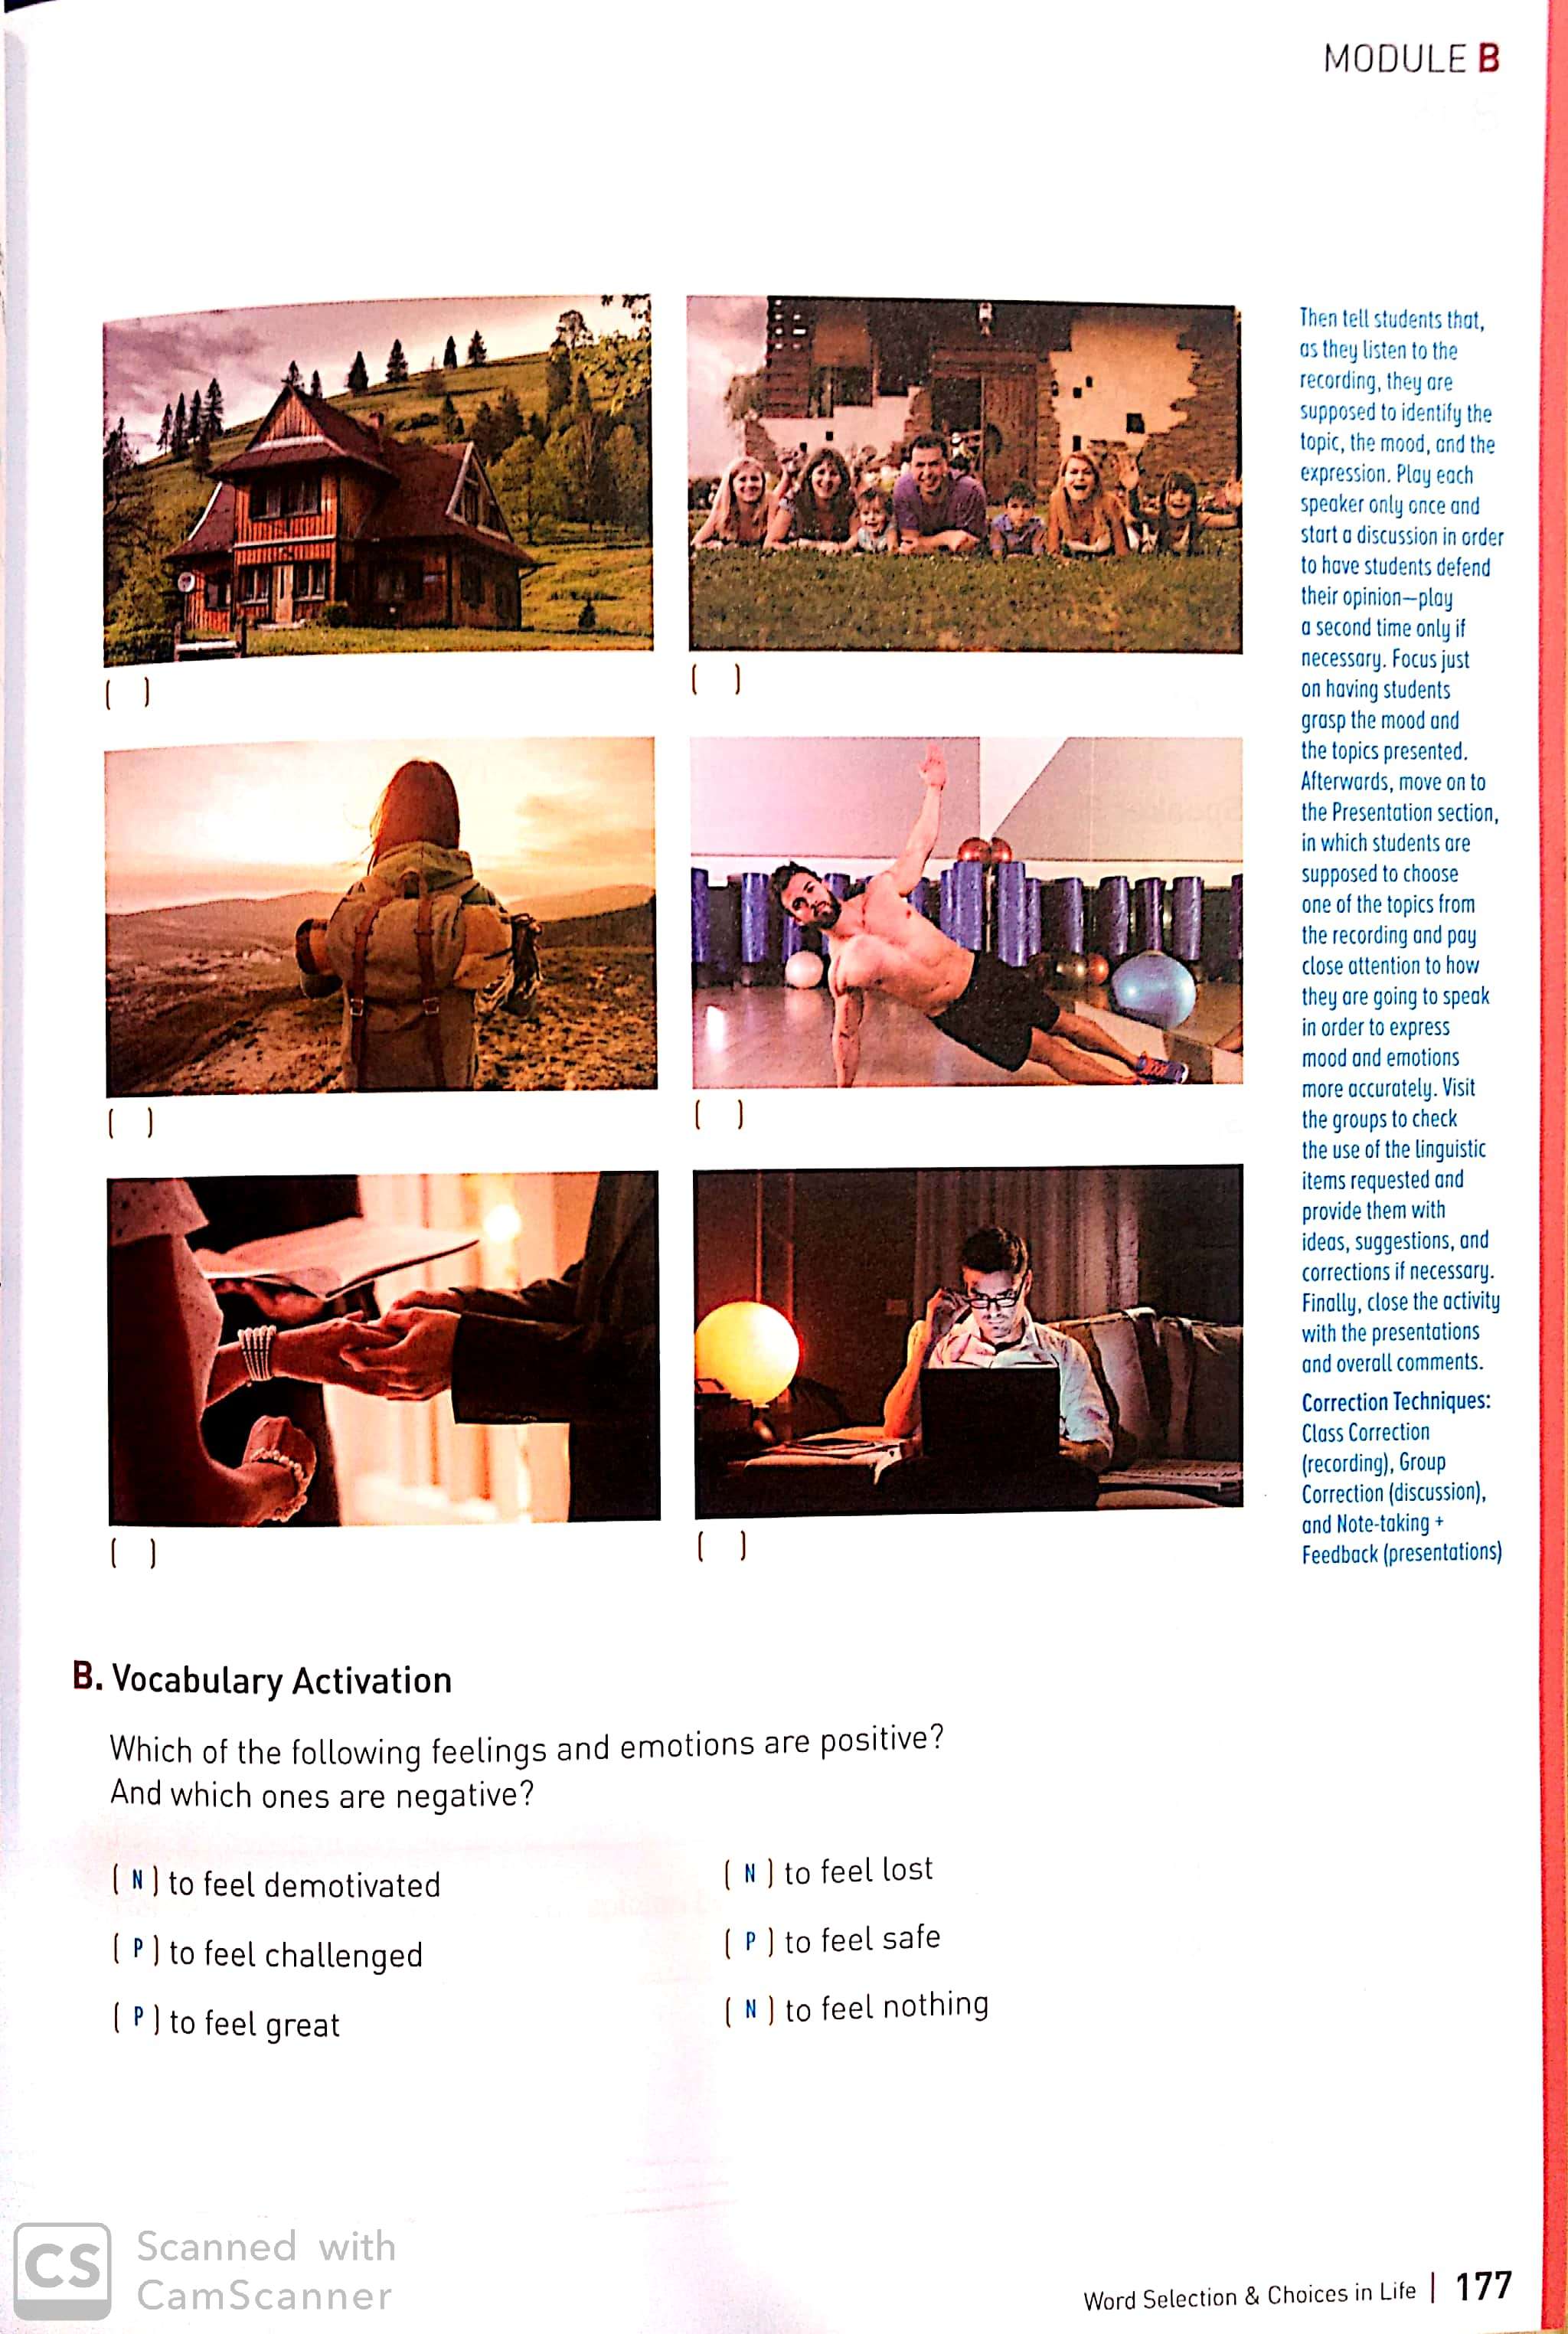 MODULE B
Then tell students that,
as they listen to the
recording, they are
supposed to identify the
topic, the mood, and the
expression. Play each
speaker only once and
start a discussion in order
to have students defend
their opinion—play
a second time only if
necessary. Focus just
on having students
grasp the mood and
the topics presented.
Afterwards, move on to
the Presentation section,
in which students are
supposed to choose
one of the topics from
the recording and pay
close attention to how
they are going to speak
in order to express
mood and emotions
more accurately. Visit
the groups to check
the use of the linguistic
items requested and
provide them with
ideas, suggestions, and
corrections if necessary.
Finally, close the activity
with the presentations
and overall comments.
Correction Techniques:
Class Correction
(recording), Group
Correction (discussion),
and Note-taking +
Feedback (presentations)
( )
( )
( )
( )
( )
( )
B. Vocabulary Activation
Which of the following feelings and emotions are positive?
And which ones are negative?
( N ) to feel demotivated
( P ) to feel challenged
( P ) to feel great
( N ) to feel lost
( P ) to feel safe
( N ) to feel nothing
CS
Scanned with
CamScanner
Word Selection & Choices in Life | 177